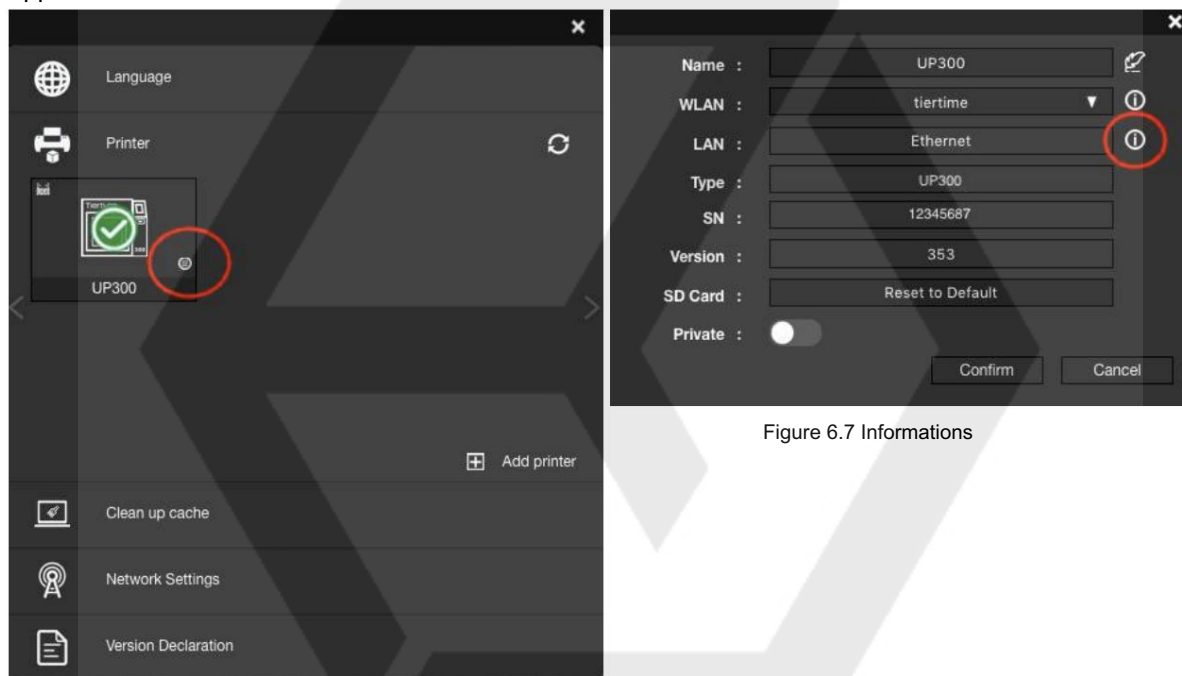 Language
Printer
UP300
Add printer
Clean up cache
Network Settings
Version Declaration
Name : UP300
WLAN : tiertime ▼
LAN : Ethernet
Type : UP300
SN : 12345687
Version : 353
SD Card : Reset to Default
Private :
Confirm Cancel
Figure 6.7 Informations